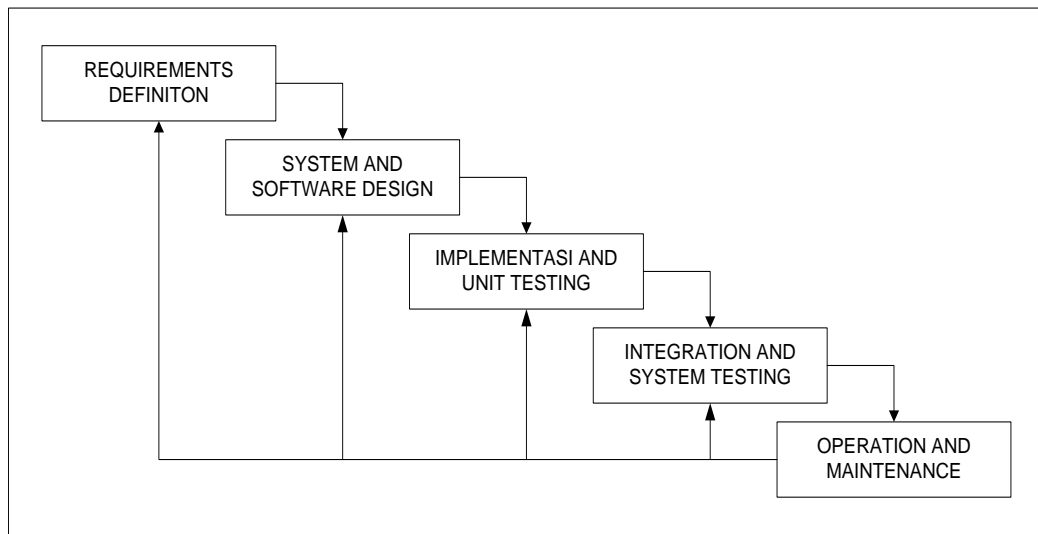 REQUIREMENTS
DEFINITON
SYSTEM AND
SOFTWARE DESIGN
IMPLEMENTASI AND
UNIT TESTING
INTEGRATION AND
SYSTEM TESTING
OPERATION AND
MAINTENANCE